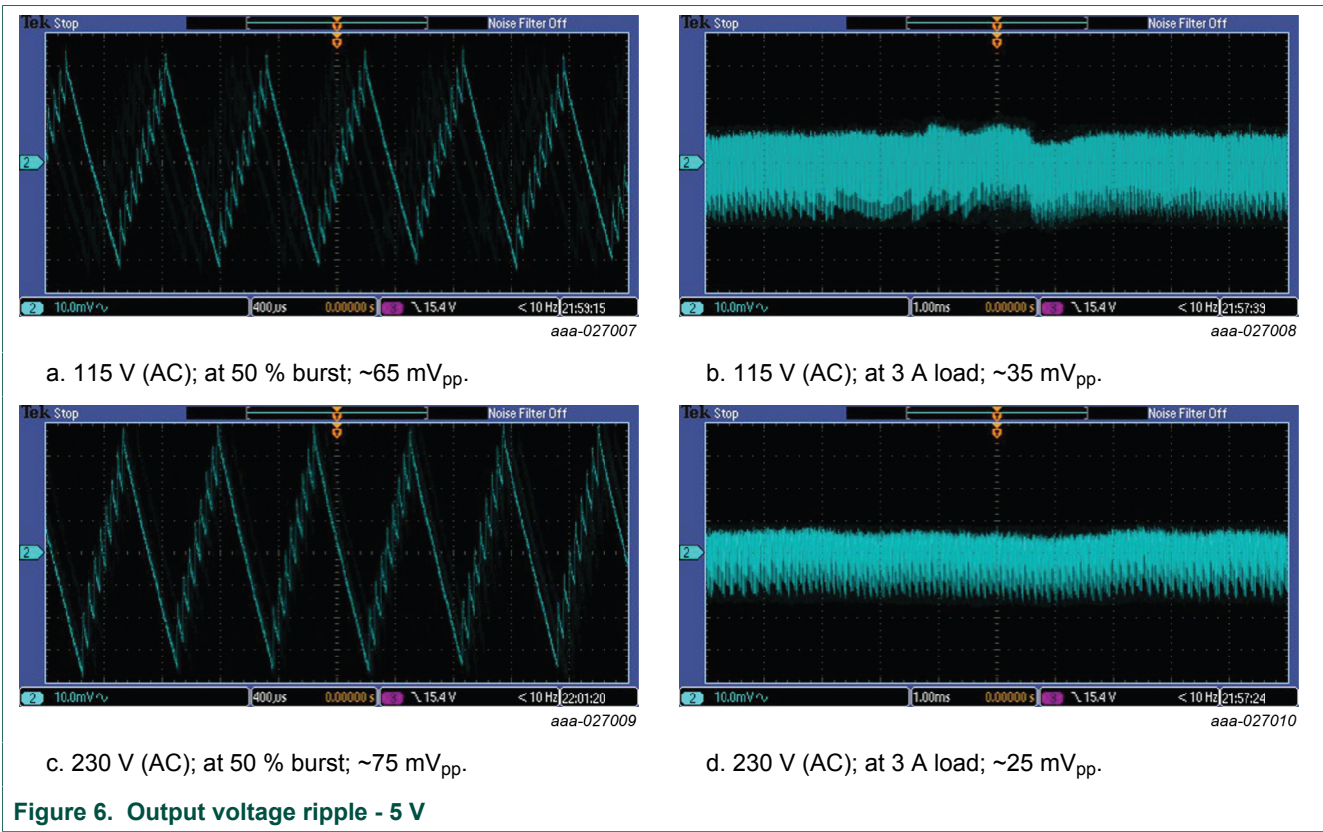 Tek Stop Noise Filter Off
T
2
2 10.0mV∿ 400µs 0.00000 s 3 ∖ 15.4 V < 10 Hz 21:59:15
aaa-027007
a. 115 V (AC); at 50 % burst; ~65 mVpp.
Tek Stop Noise Filter Off
T
2
2 10.0mV∿ 1.00ms 0.00000 s 3 ∖ 15.4 V < 10 Hz 21:57:39
aaa-027008
b. 115 V (AC); at 3 A load; ~35 mVpp.
Tek Stop Noise Filter Off
T
2
2 10.0mV∿ 400µs 0.00000 s 3 ∖ 15.4 V < 10 Hz 22:01:20
aaa-027009
c. 230 V (AC); at 50 % burst; ~75 mVpp.
Tek Stop Noise Filter Off
T
2
2 10.0mV∿ 1.00ms 0.00000 s 3 ∖ 15.4 V < 10 Hz 21:57:24
aaa-027010
d. 230 V (AC); at 3 A load; ~25 mVpp.
Figure 6. Output voltage ripple - 5 V